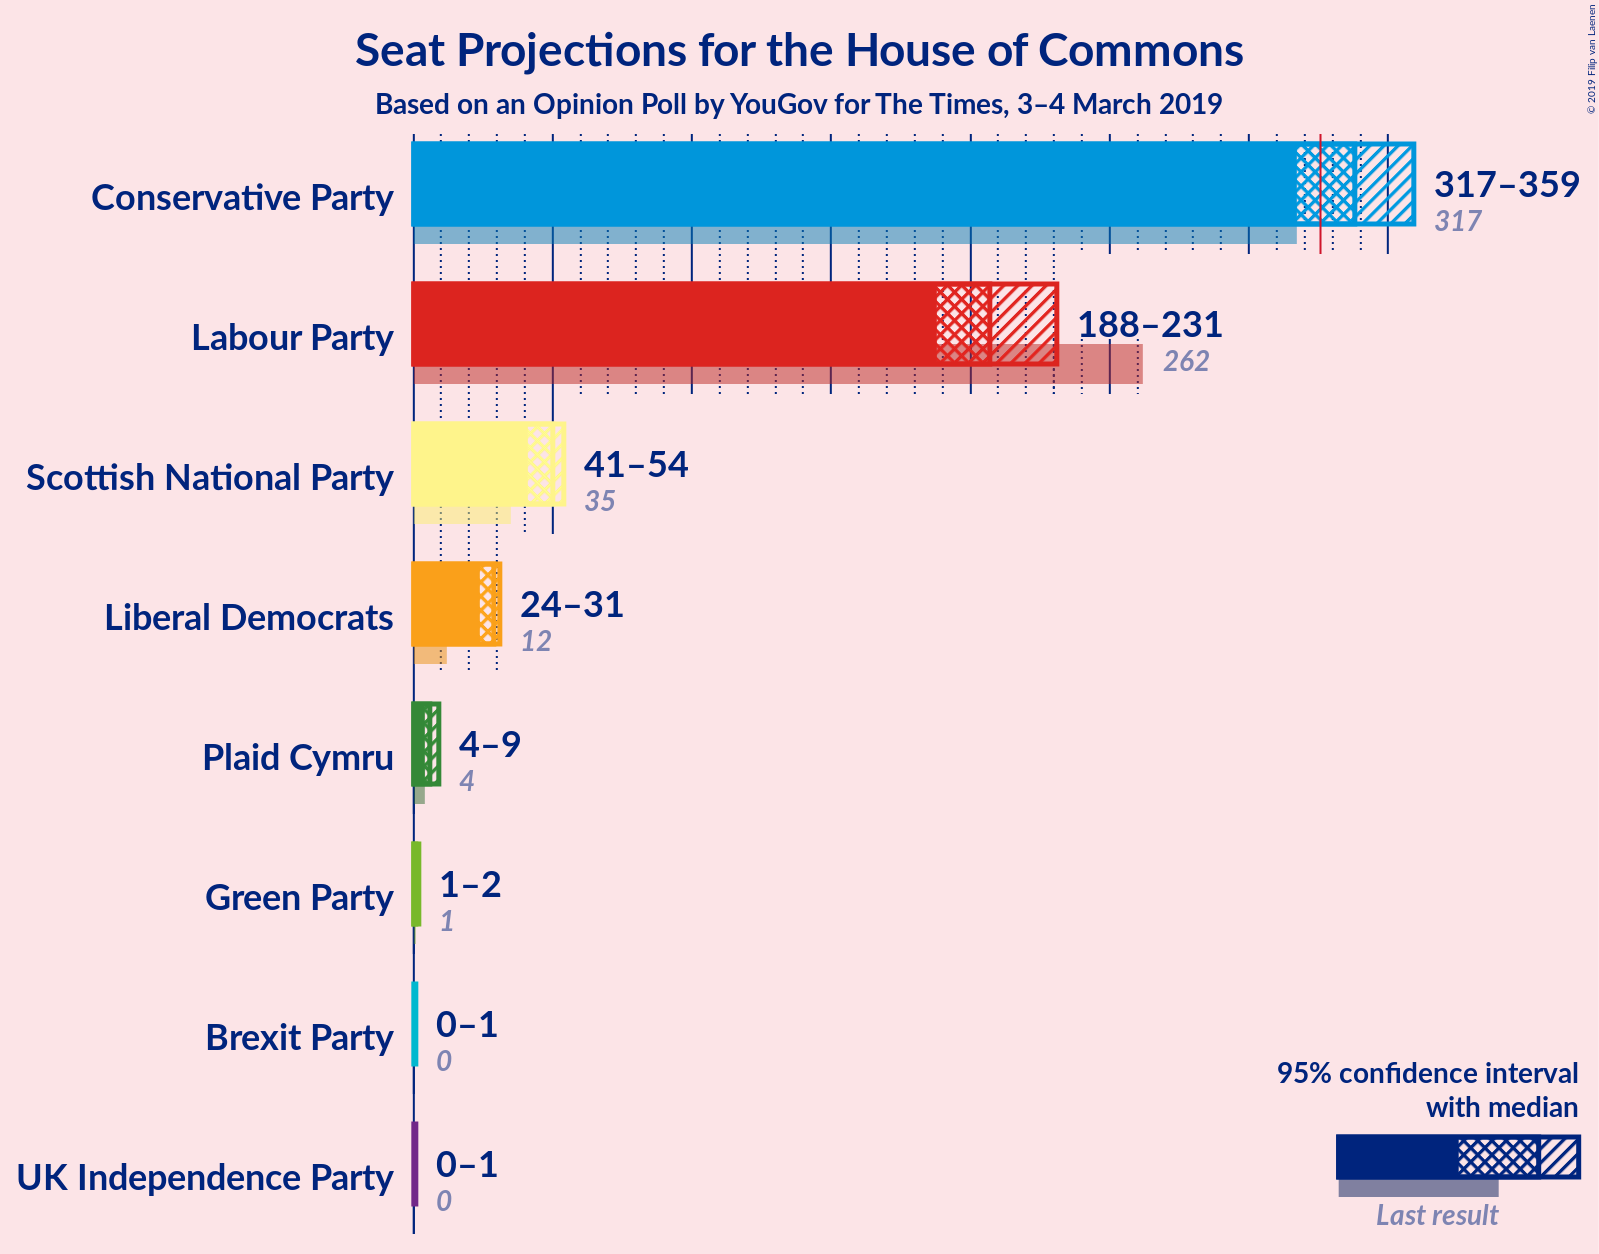 Seat Projections for the House of Commons
Based on an Opinion Poll by YouGov for The Times, 3–4 March 2019
© 2019 Filip van Laenen
Conservative Party
317–359
317
Labour Party
188–231
262
Scottish National Party
41–54
35
Liberal Democrats
24–31
12
Plaid Cymru
4–9
4
Green Party
1–2
1
Brexit Party
0–1
0
UK Independence Party
0–1
0
95% confidence interval
with median
Last result